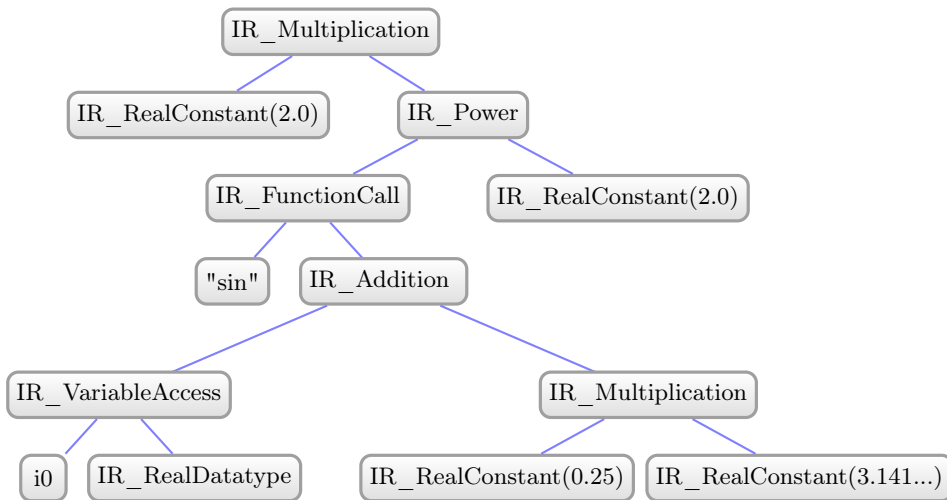 IR_Multiplication
IR_RealConstant(2.0)
IR_Power
IR_FunctionCall
IR_RealConstant(2.0)
"sin"
IR_Addition
IR_VariableAccess
IR_Multiplication
i0
IR_RealDatatype
IR_RealConstant(0.25)
IR_RealConstant(3.141...)